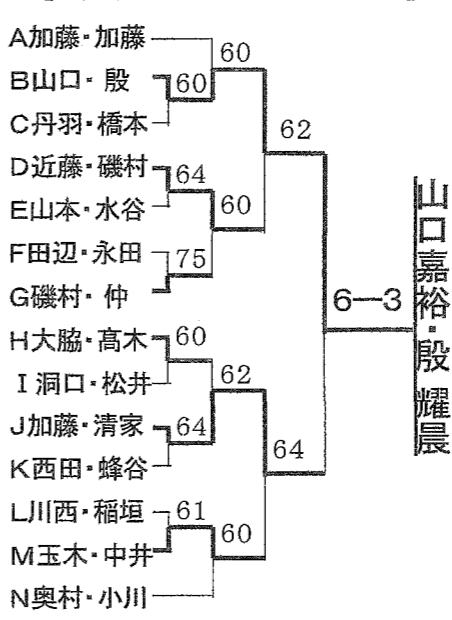 A加藤・加藤
B山口・殷
C丹羽・橋本
D近藤・磯村
E山本・水谷
F田辺・永田
G磯村・仲
H大脇・髙木
I洞口・松井
J加藤・清家
K西田・蜂谷
L川西・稲垣
M玉木・中井
N奥村・小川
60
64
75
60
64
61
60
60
62
60
62
64
6―3
山口嘉裕・殷耀晨